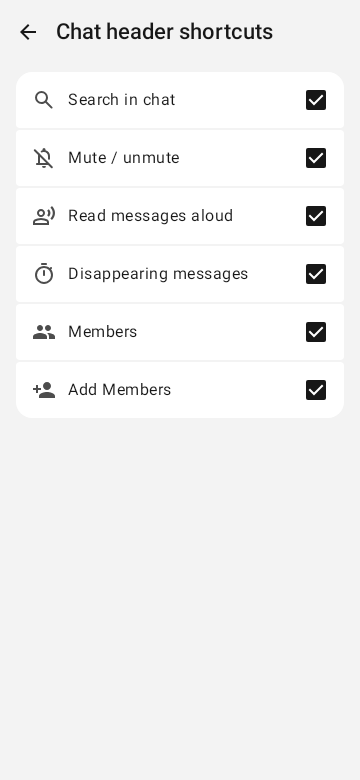 Chat header shortcuts
Search in chat
Mute / unmute
Read messages aloud
Disappearing messages
Members
Add Members